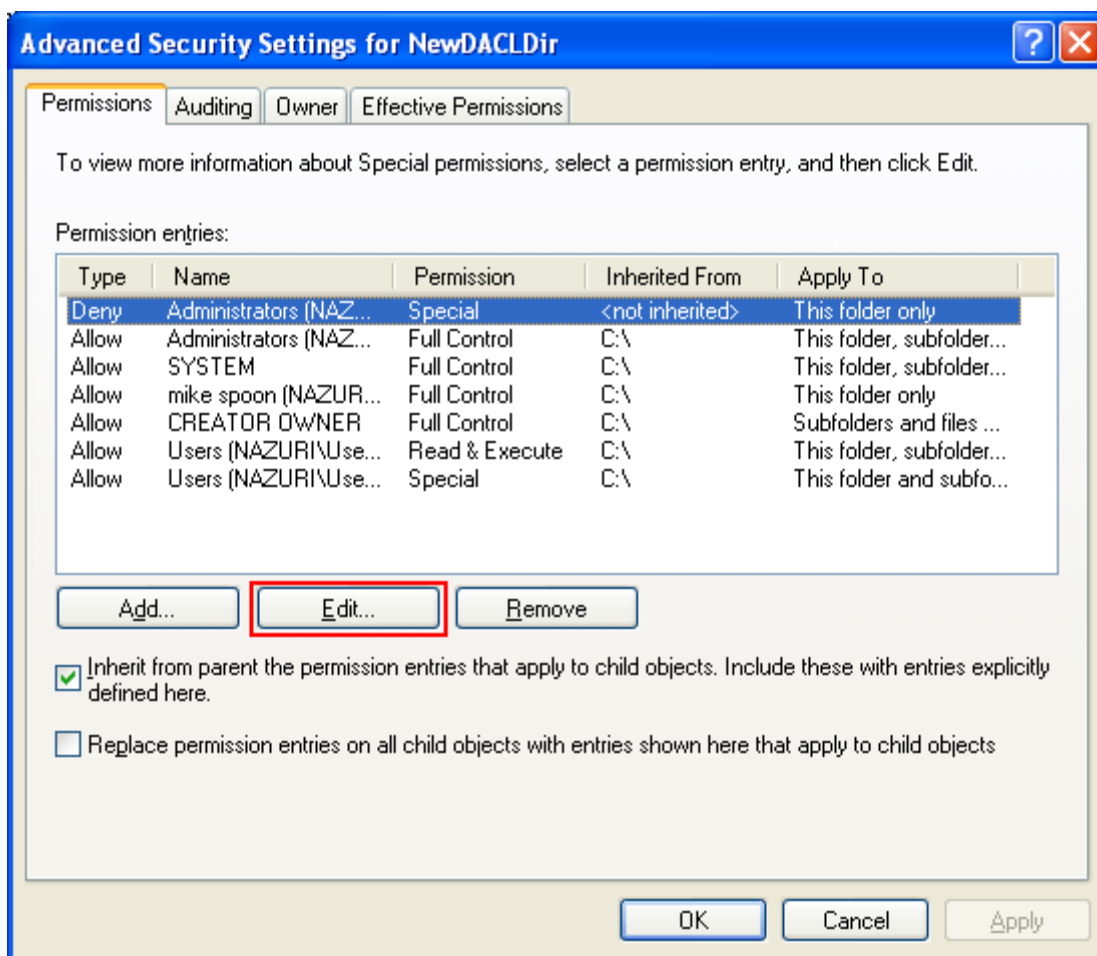 Advanced Security Settings for NewDACLDir
Permissions Auditing Owner Effective Permissions
To view more information about Special permissions, select a permission entry, and then click Edit.
Permission entries:
Type Name Permission Inherited From Apply To
Deny Administrators (NAZ... Special <not inherited> This folder only
Allow Administrators (NAZ... Full Control C:\ This folder, subfolder...
Allow SYSTEM Full Control C:\ This folder, subfolder...
Allow mike spoon (NAZUR... Full Control C:\ This folder only
Allow CREATOR OWNER Full Control C:\ Subfolders and files ...
Allow Users (NAZURI\Use... Read & Execute C:\ This folder, subfolder...
Allow Users (NAZURI\Use... Special C:\ This folder and subfo...
Add... Edit... Remove
Inherit from parent the permission entries that apply to child objects. Include these with entries explicitly
defined here.
Replace permission entries on all child objects with entries shown here that apply to child objects
OK Cancel Apply